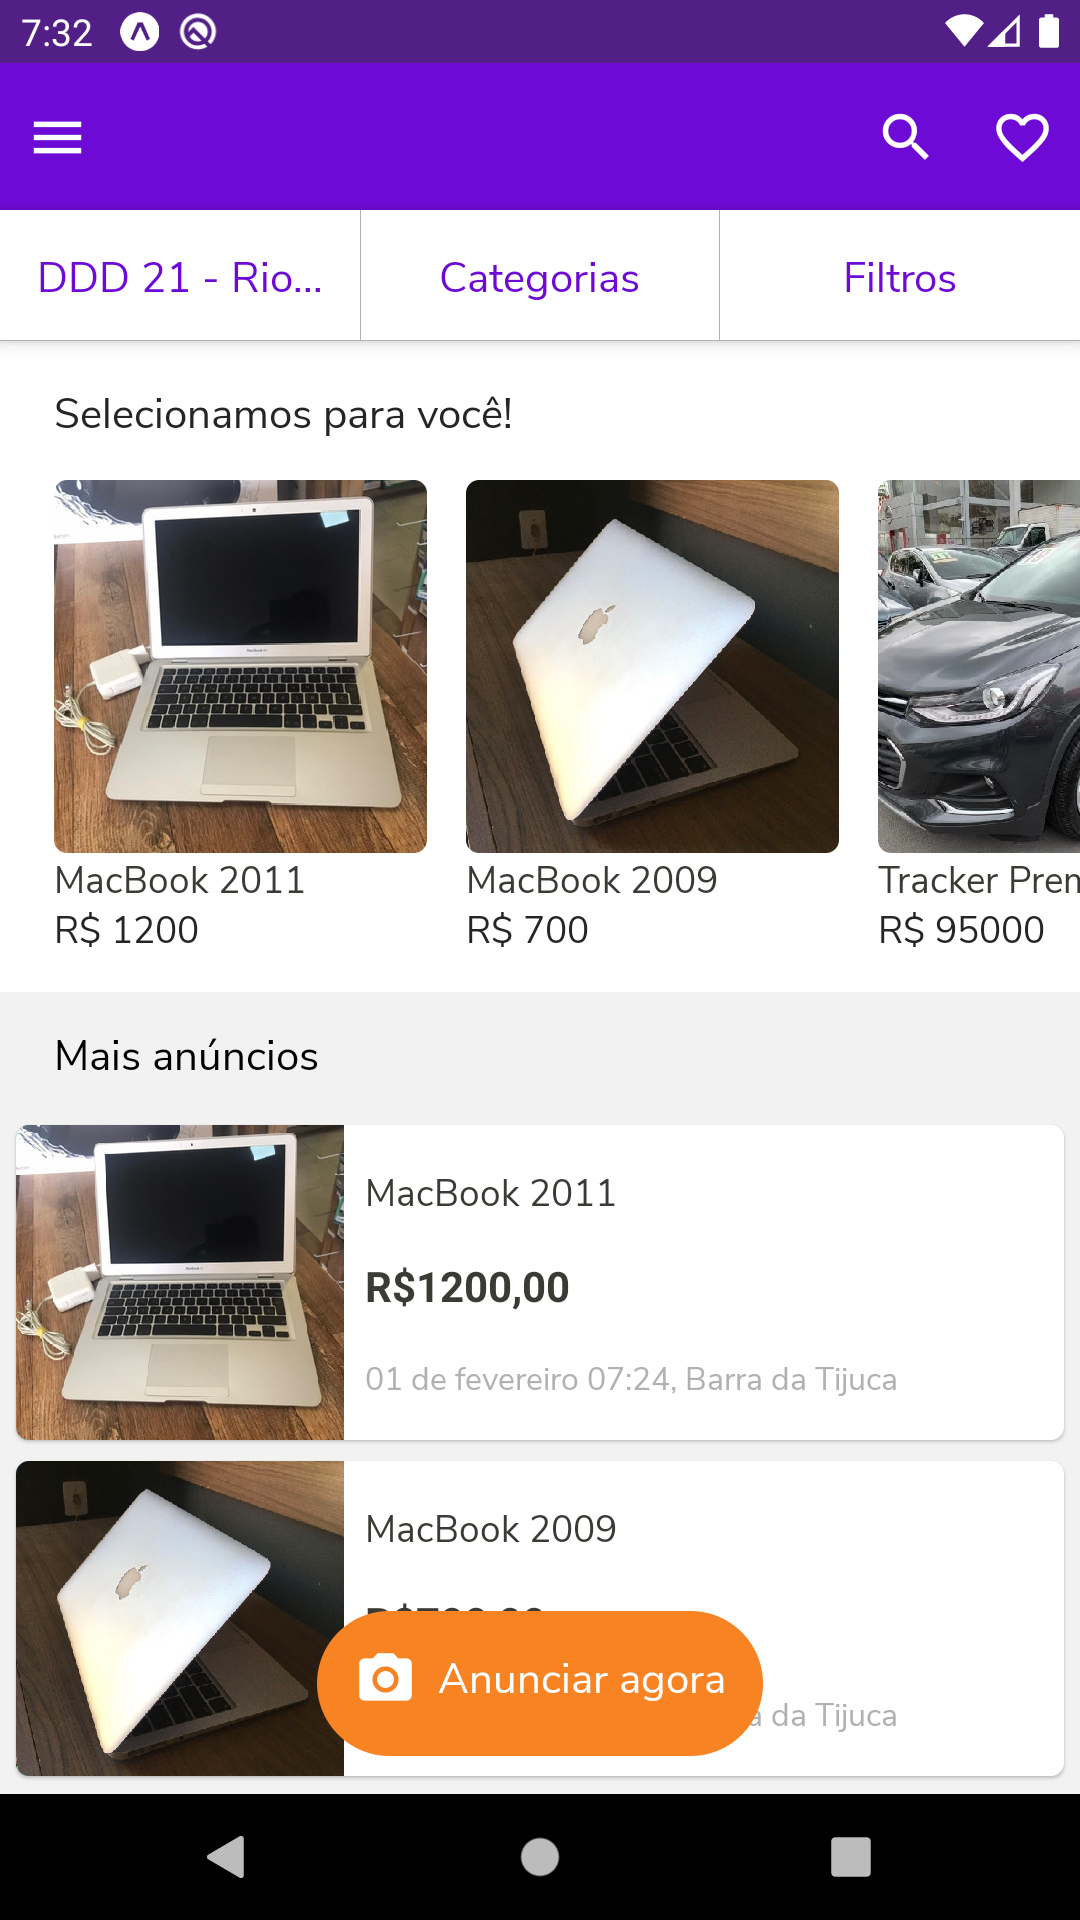 7:32
DDD 21 - Rio...
Categorias
Filtros
Selecionamos para você!
MacBook 2011
R$ 1200
MacBook 2009
R$ 700
Tracker Pren
R$ 95000
Mais anúncios
MacBook 2011
R$1200,00
01 de fevereiro 07:24, Barra da Tijuca
MacBook 2009
Anunciar agora
da Tijuca